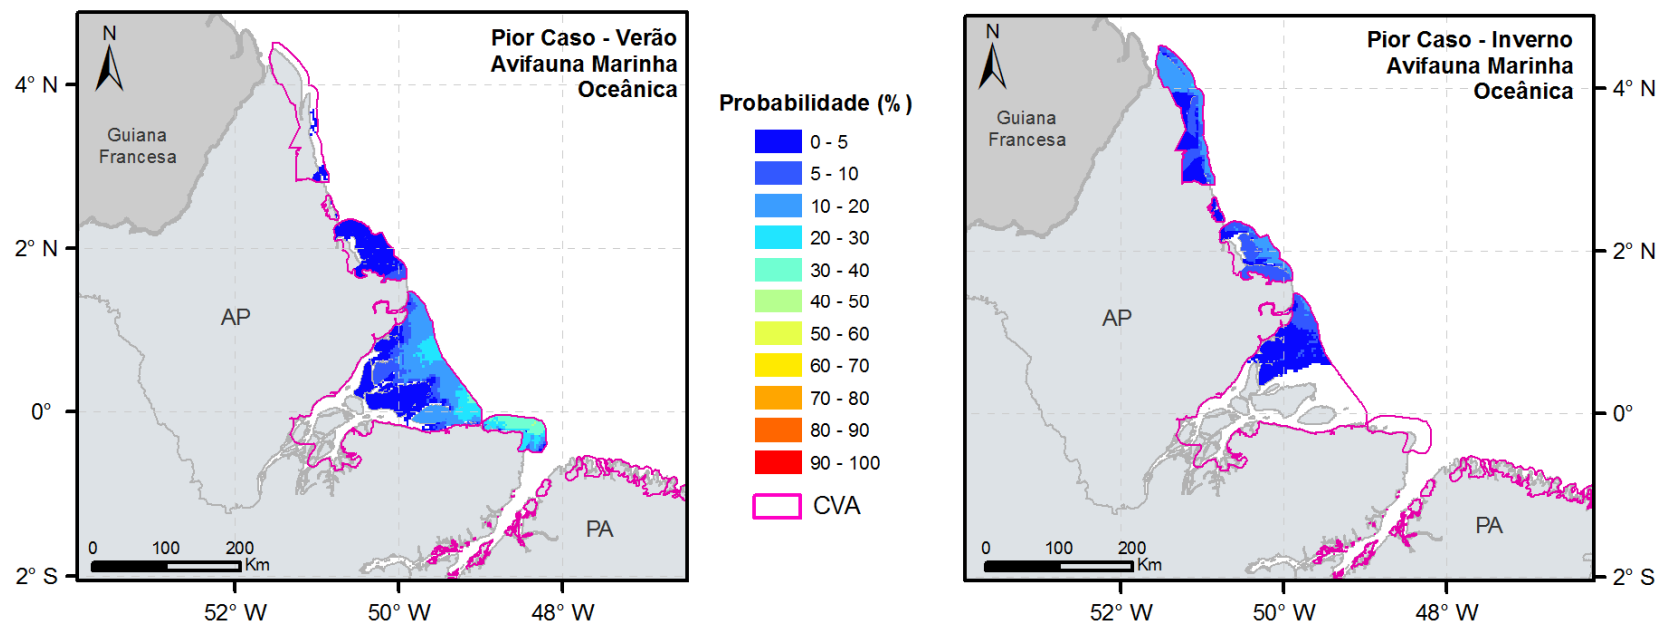 N
Pior Caso - Verão
Avifauna Marinha
Oceânica
4° N
2° N
0°
2° S
Guiana
Francesa
AP
PA
0 100 200
Km
52° W 50° W 48° W
Probabilidade (%)
0 - 5
5 - 10
10 - 20
20 - 30
30 - 40
40 - 50
50 - 60
60 - 70
70 - 80
80 - 90
90 - 100
CVA
N
Pior Caso - Inverno
Avifauna Marinha
Oceânica
4° N
2° N
0°
2° S
Guiana
Francesa
AP
PA
0 100 200
Km
52° W 50° W 48° W